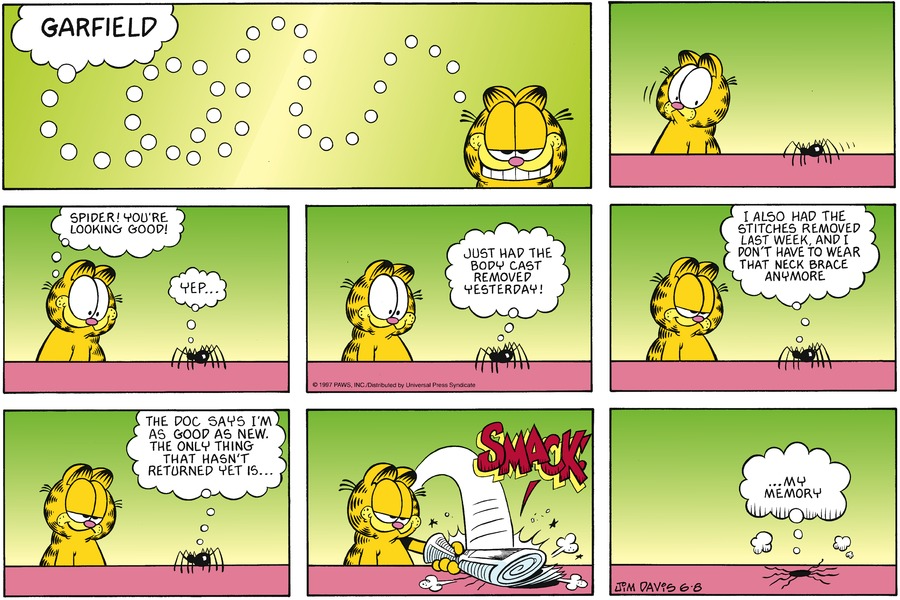 GARFIELD
SPIDER! YOU'RE
LOOKING GOOD!
YEP...
JUST HAD THE
BODY CAST
REMOVED
YESTERDAY!
© 1997 PAWS, INC./Distributed by Universal Press Syndicate
I ALSO HAD THE
STITCHES REMOVED
LAST WEEK, AND I
DON'T HAVE TO WEAR
THAT NECK BRACE
ANYMORE
THE DOC SAYS I'M
AS GOOD AS NEW.
THE ONLY THING
THAT HASN'T
RETURNED YET IS...
SMACK!
...MY
MEMORY
JIM DAVIS 6·8